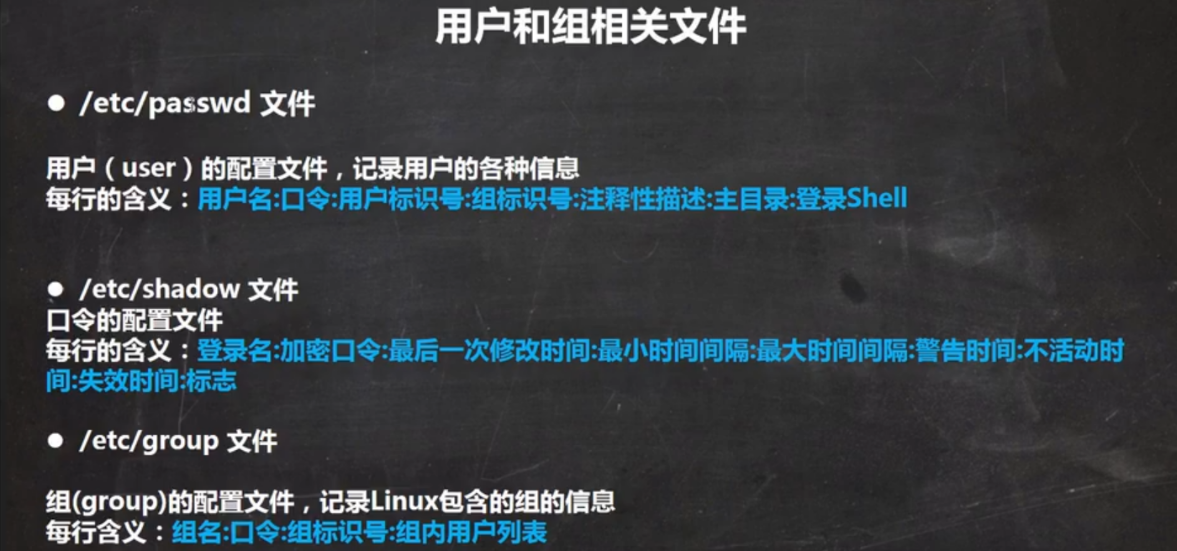 用户和组相关文件
● /etc/passwd 文件
用户（user）的配置文件，记录用户的各种信息
每行的含义：用户名:口令:用户标识号:组标识号:注释性描述:主目录:登录Shell
● /etc/shadow 文件
口令的配置文件
每行的含义：登录名:加密口令:最后一次修改时间:最小时间间隔:最大时间间隔:警告时间:不活动时
间:失效时间:标志
● /etc/group 文件
组(group)的配置文件，记录Linux包含的组的信息
每行含义：组名:口令:组标识号:组内用户列表